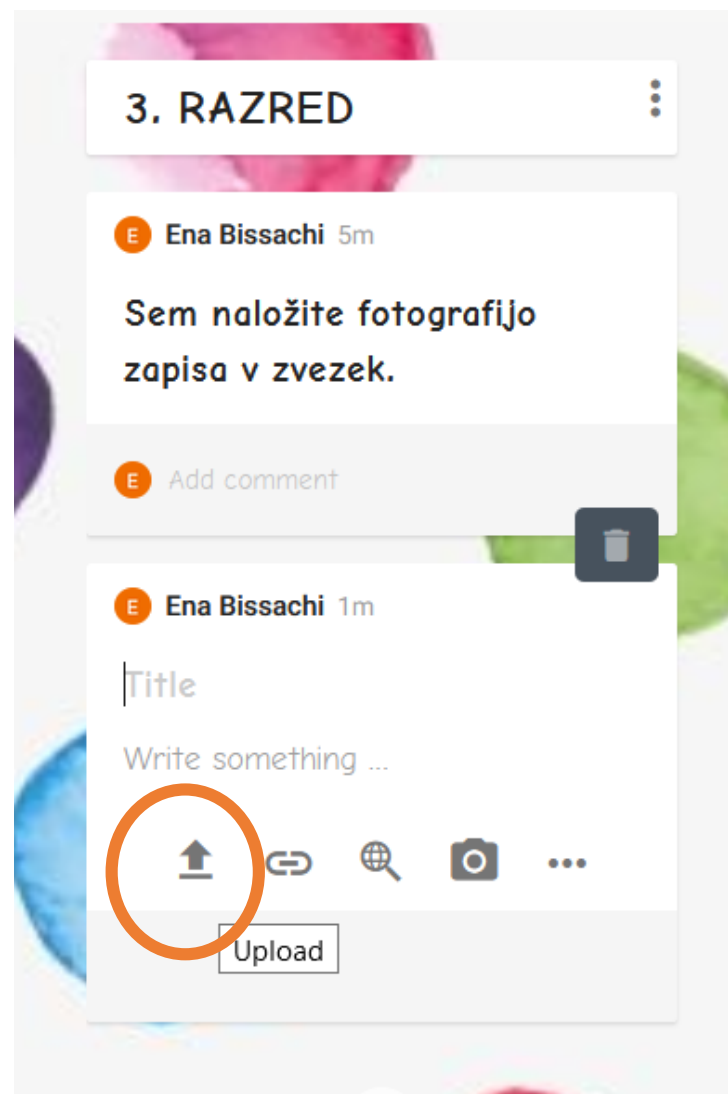 3. RAZRED
E Ena Bissachi 5m
Sem naložite fotografijo
zapisa v zvezek.
E Add comment
E Ena Bissachi 1m
Title
Write something ...
Upload